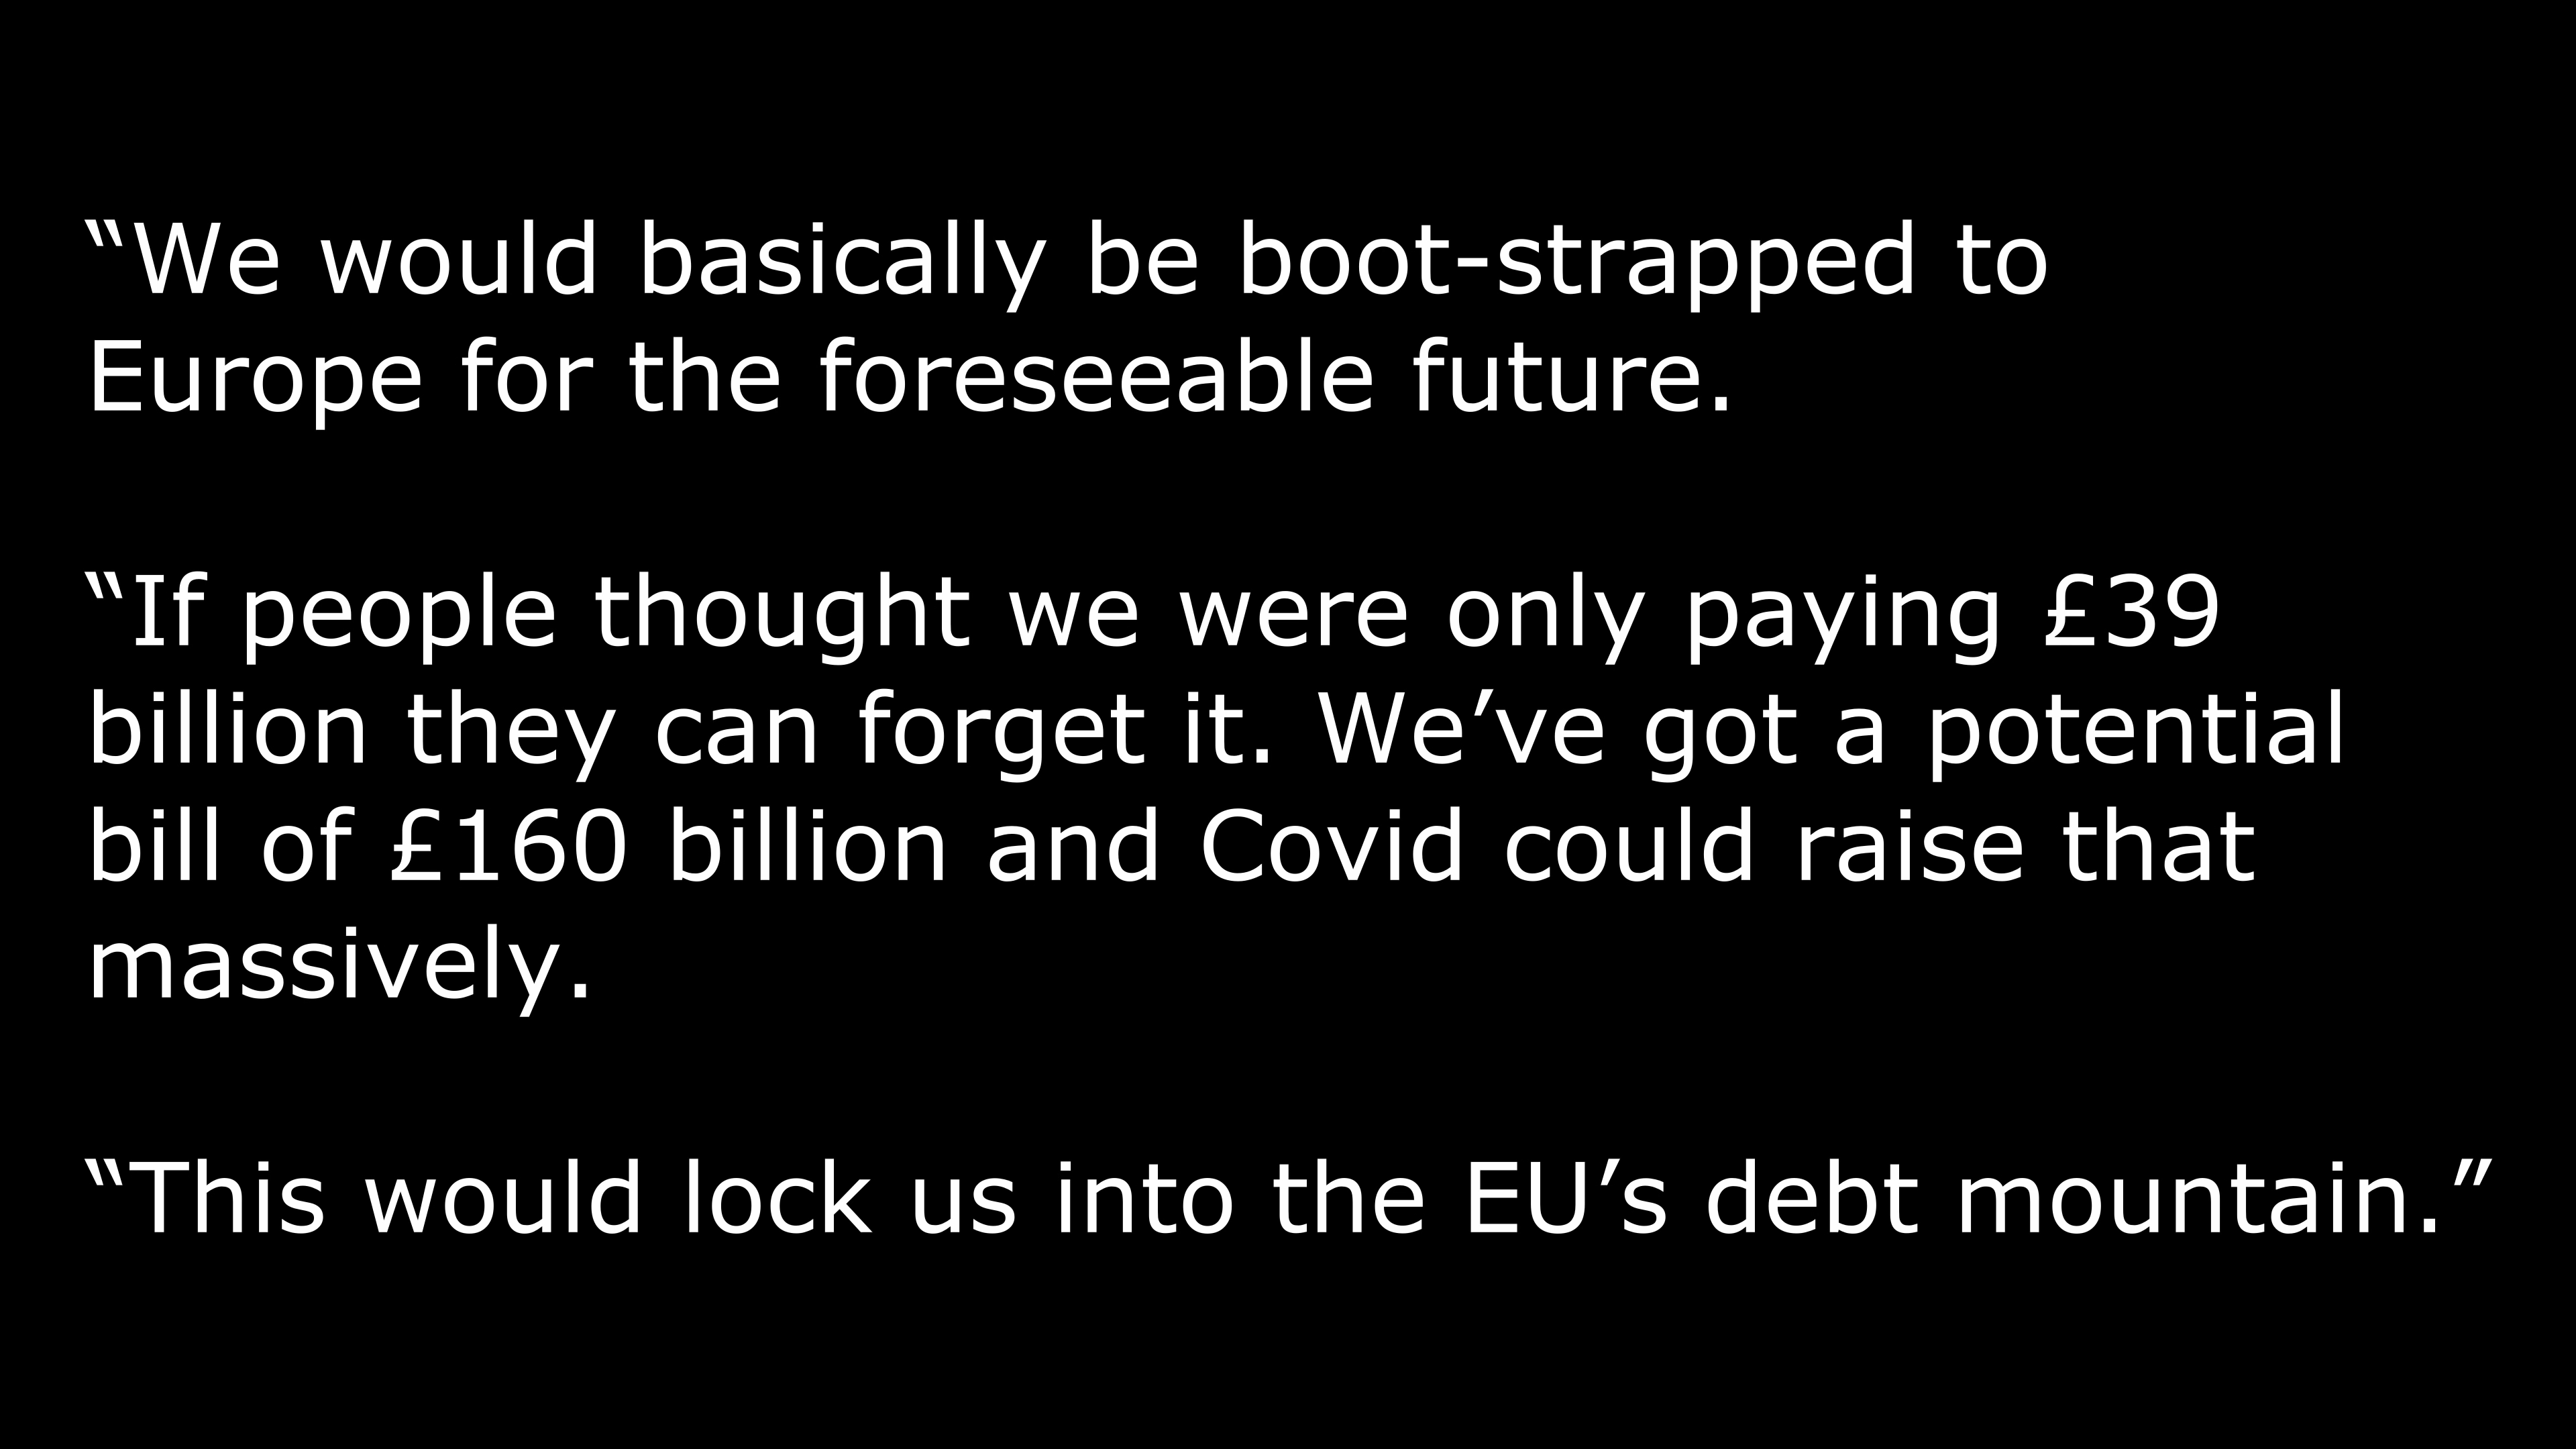 “We would basically be boot-strapped to
Europe for the foreseeable future.
“If people thought we were only paying £39
billion they can forget it. We’ve got a potential
bill of £160 billion and Covid could raise that
massively.
“This would lock us into the EU’s debt mountain.”